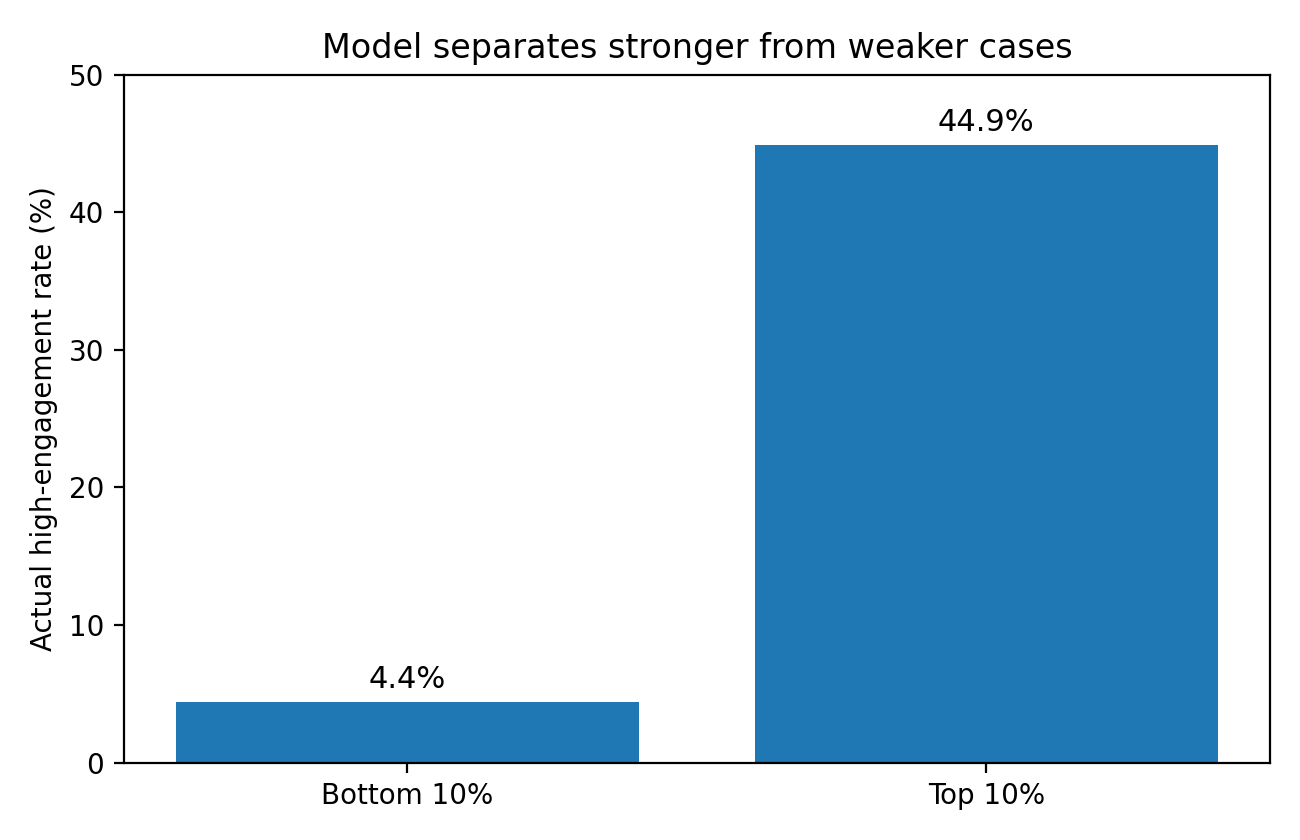 Model separates stronger from weaker cases
Actual high-engagement rate (%)
50
40
30
20
10
0
4.4%
44.9%
Bottom 10%
Top 10%